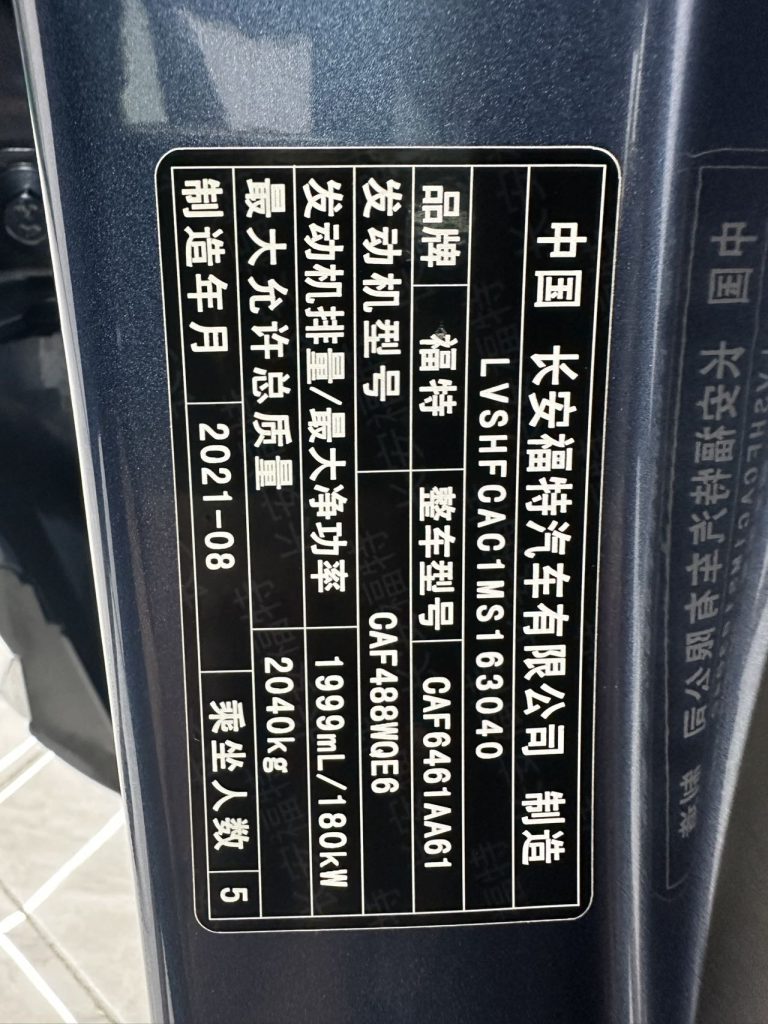 中国 长安福特汽车有限公司 制造
LVSHFCAC1MS163040
品牌 福特 整车型号 CAF6461AA61
发动机型号 CAF488WQE6
发动机排量/最大净功率 1999mL/180kW
最大允许总质量 2040kg
制造年月 2021-08 乘坐人数 5